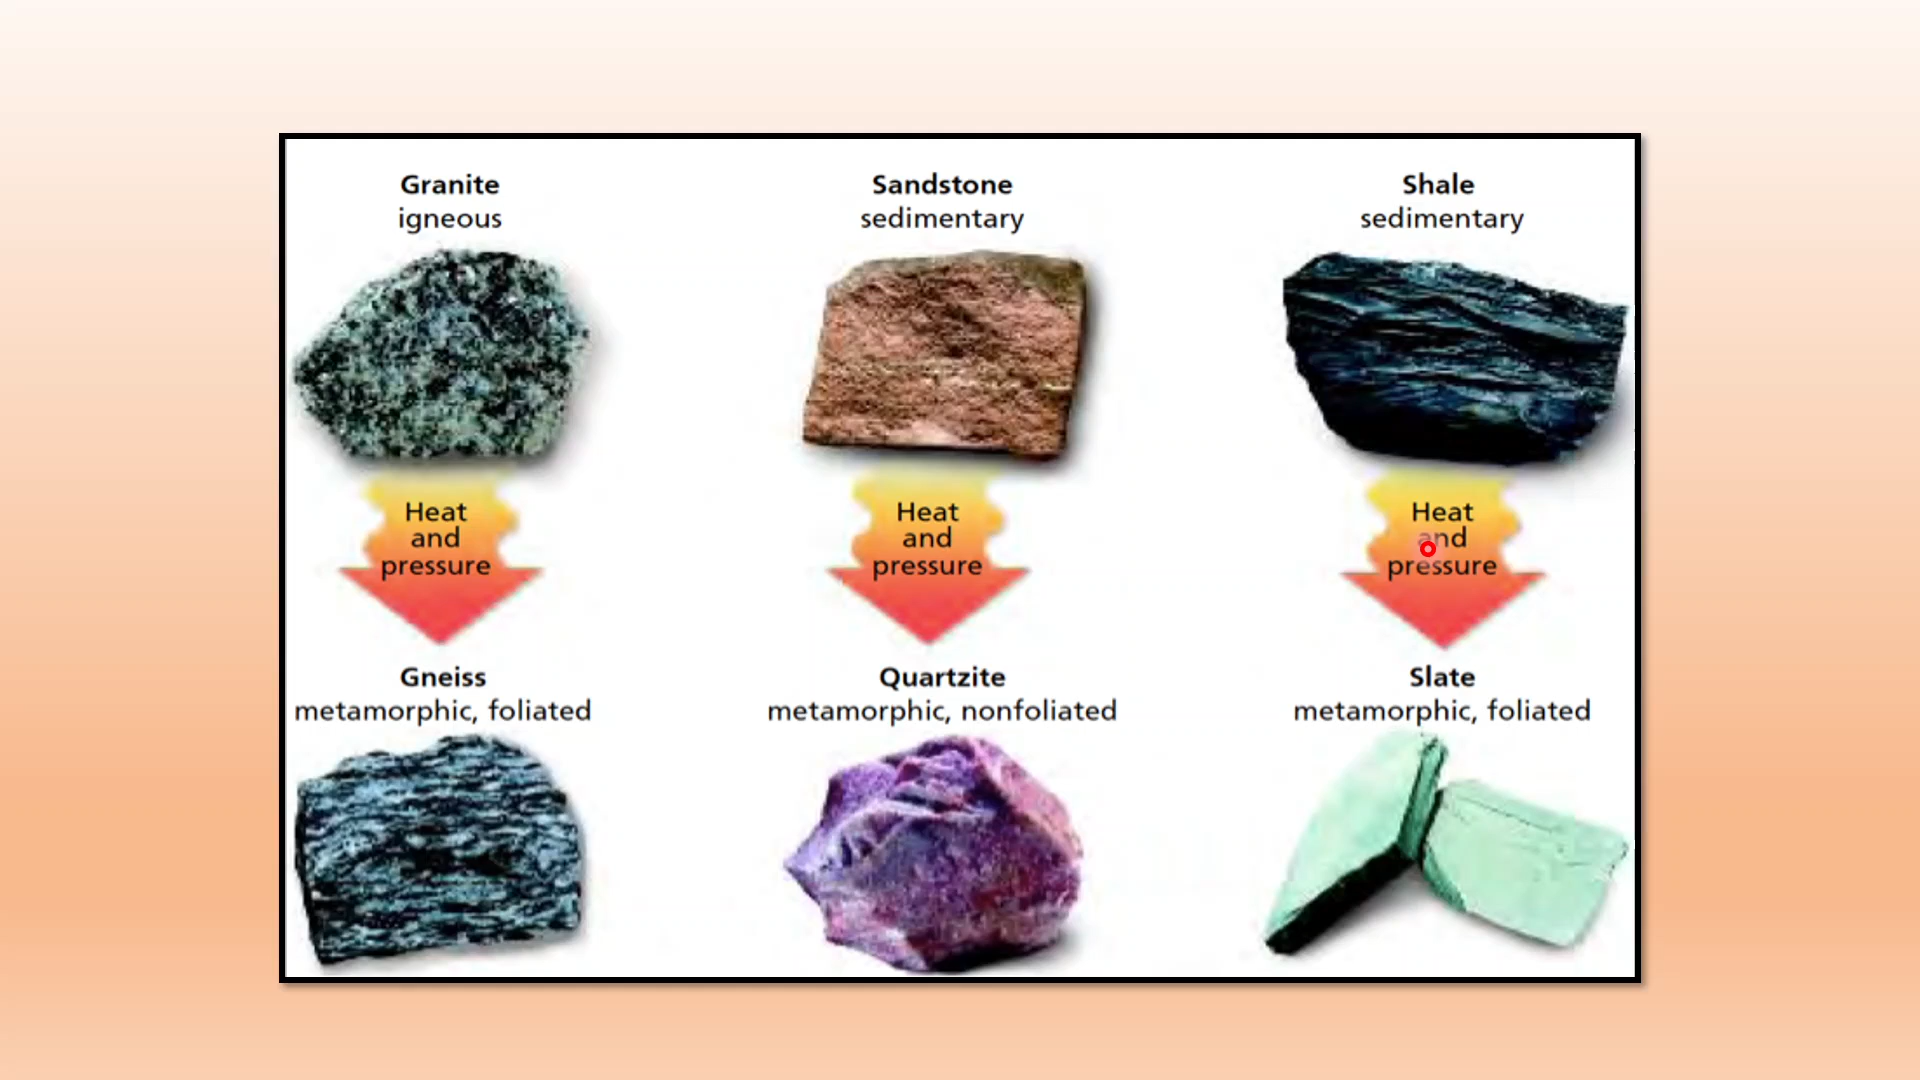 Granite
igneous
Sandstone
sedimentary
Shale
sedimentary
Heat
and
pressure
Heat
and
pressure
Heat
and
pressure
Gneiss
metamorphic, foliated
Quartzite
metamorphic, nonfoliated
Slate
metamorphic, foliated